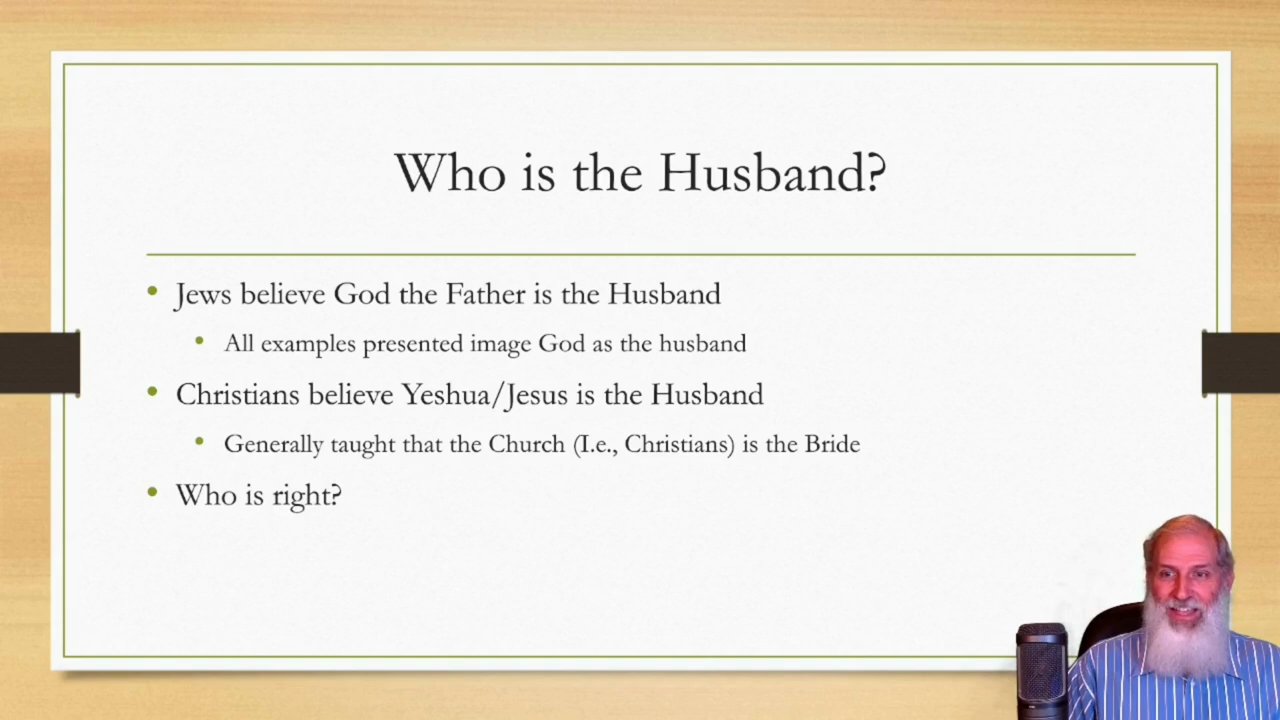 Who is the Husband?
• Jews believe God the Father is the Husband
• All examples presented image God as the husband
• Christians believe Yeshua/Jesus is the Husband
• Generally taught that the Church (I.e., Christians) is the Bride
• Who is right?